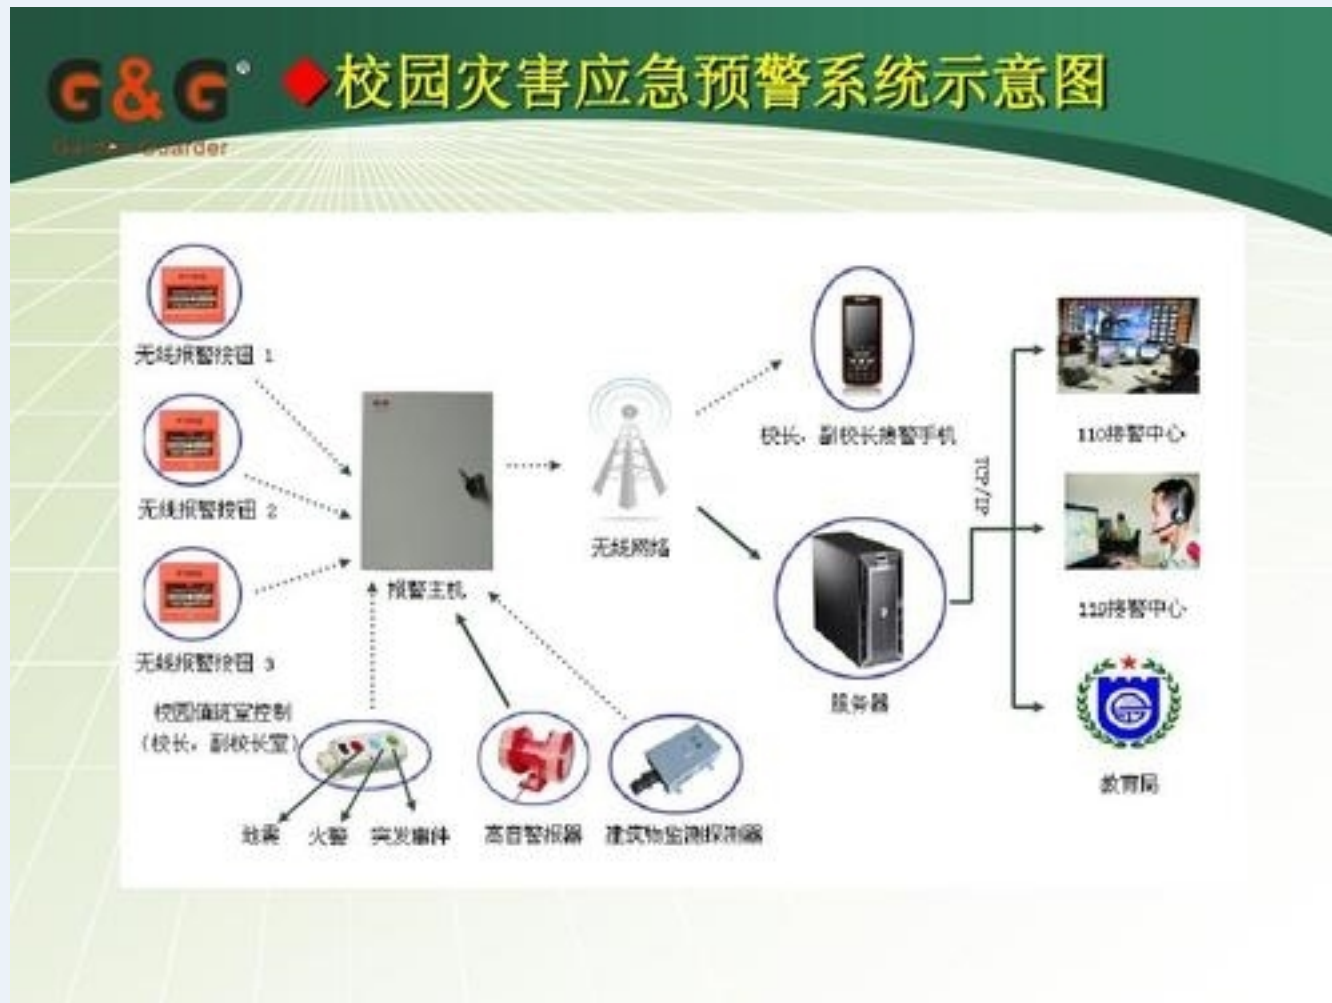 G&G®
◆校园灾害应急预警系统示意图
Garden Guarder
无线报警按钮 1
无线报警按钮 2
无线报警按钮 3
报警主机
无线网络
校长，副校长接警手机
服务器
TCP/IP
110接警中心
119接警中心
教育局
校园值班室控制
(校长，副校长室)
地震
火警
突发事件
高音警报器
建筑物监测探测器